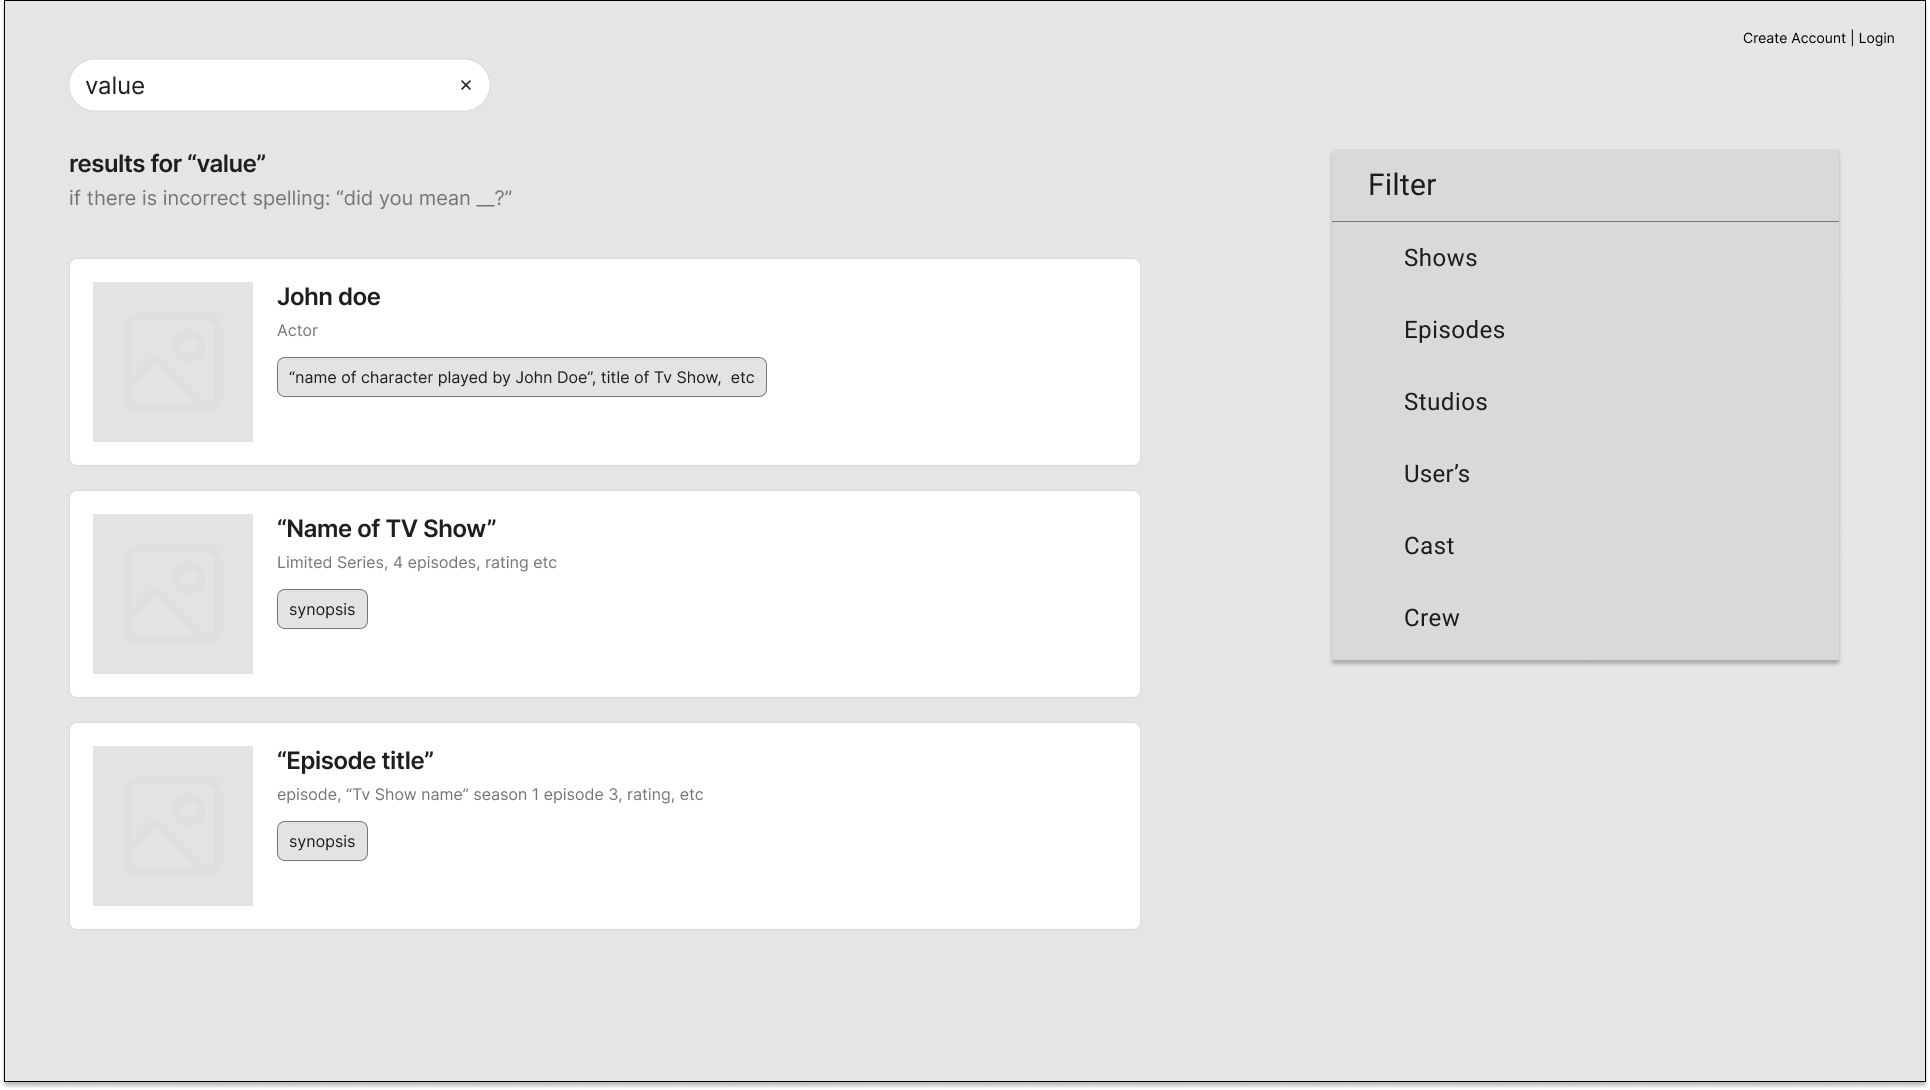 Create Account | Login
value
results for “value”
if there is incorrect spelling: “did you mean __?”
John doe
Actor
“name of character played by John Doe”, title of Tv Show,  etc
“Name of TV Show”
Limited Series, 4 episodes, rating etc
synopsis
“Episode title”
episode, “Tv Show name” season 1 episode 3, rating, etc
synopsis
Filter
Shows
Episodes
Studios
User’s
Cast
Crew